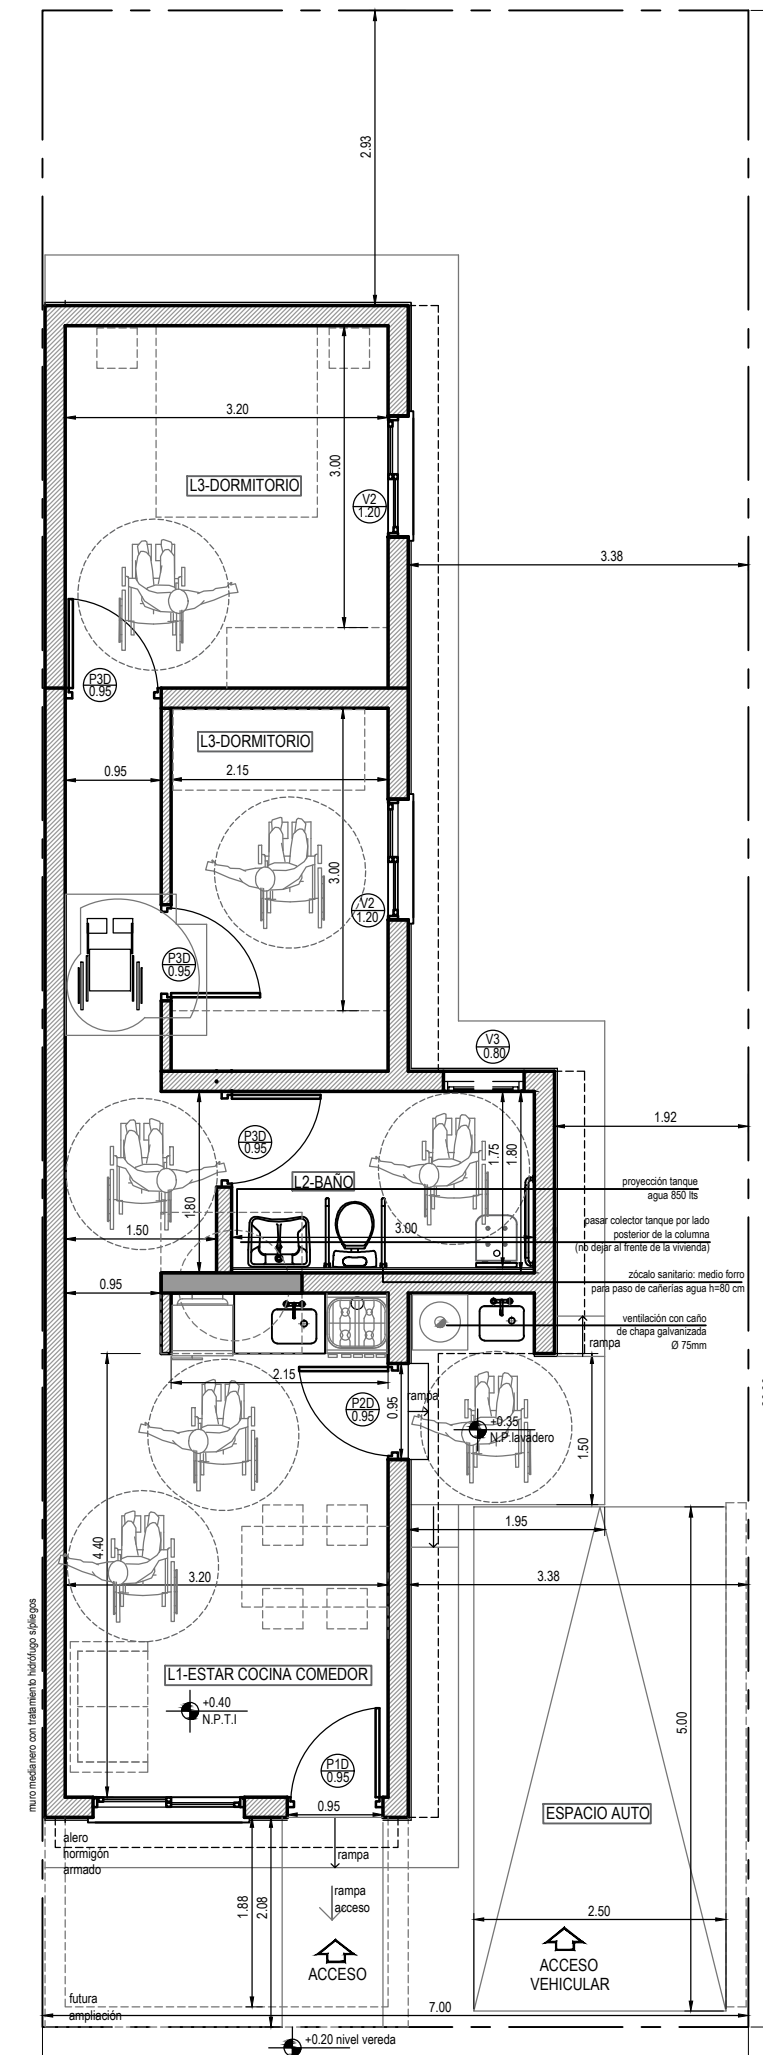 2.93
3.20
3.00
L3-DORMITORIO
V2
1.20
3.38
P3D
0.95
L3-DORMITORIO
0.95
2.15
3.00
V2
1.20
P3D
0.95
V3
0.80
1.92
P3D
0.95
1.75
1.80
1.80
L2-BAÑO
proyección tanque
agua 850 lts
3.00
1.50
pasar colector tanque por lado
posterior de la columna
(no dejar al frente de la vivienda)
zócalo sanitario: medio forro
para paso de cañerías agua h=80 cm
0.95
ventilación con caño
de chapa galvanizada
Ø 75mm
rampa
2.15
rampa
P2D
0.95
0.95
+0.35
N.P.lavadero
1.50
1.95
4.40
3.20
3.38
muro medianero con tratamiento hidrófugo s/pliegos
L1-ESTAR COCINA COMEDOR
+0.40
N.P.T.I
5.00
P1D
0.95
0.95
ESPACIO AUTO
alero
hormigón
armado
rampa
1.88
2.08
rampa
acceso
2.50
ACCESO
ACCESO
VEHICULAR
futura
ampliación
7.00
+0.20 nivel vereda